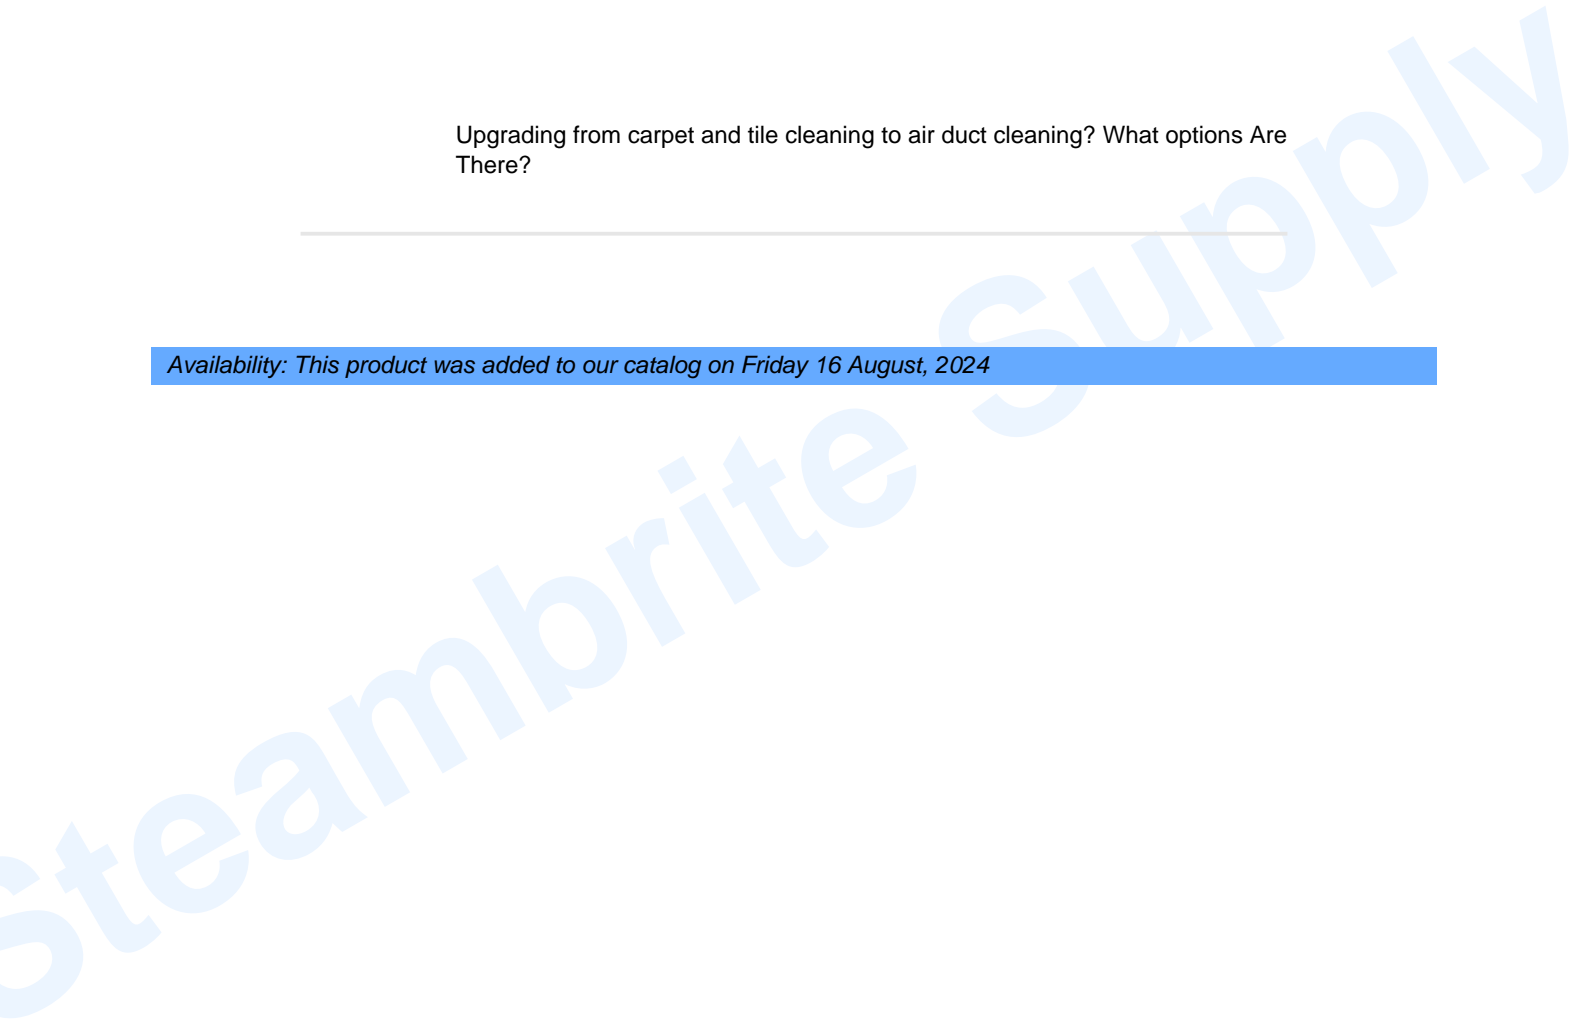 Upgrading from carpet and tile cleaning to air duct cleaning? What options Are
There?
Availability: This product was added to our catalog on Friday 16 August, 2024
Steambrite Supply